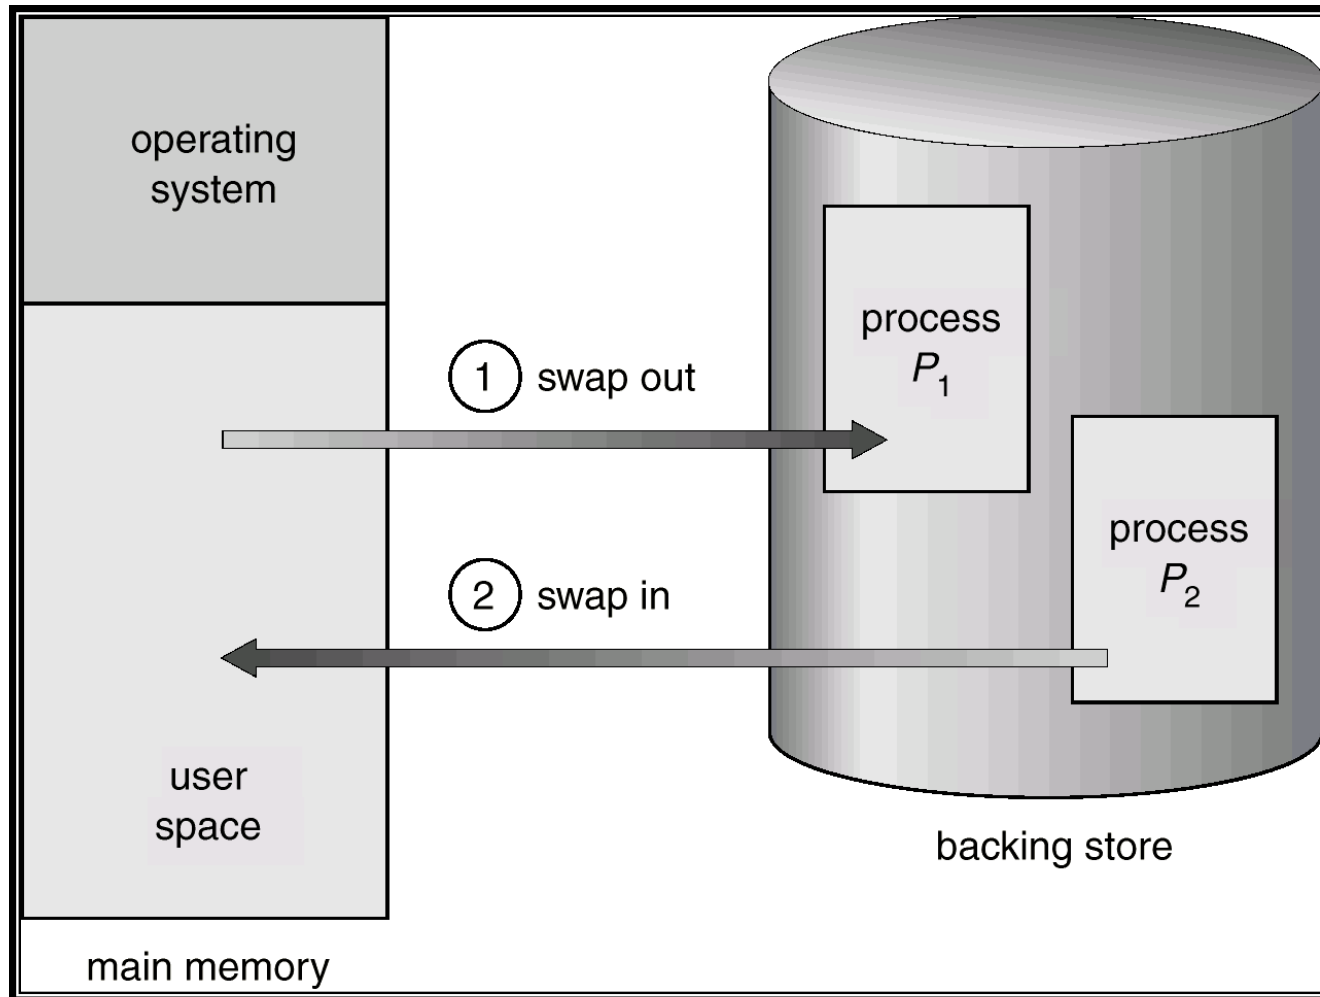 operating
system
process
P1
1 swap out
process
P2
2 swap in
user
space
backing store
main memory